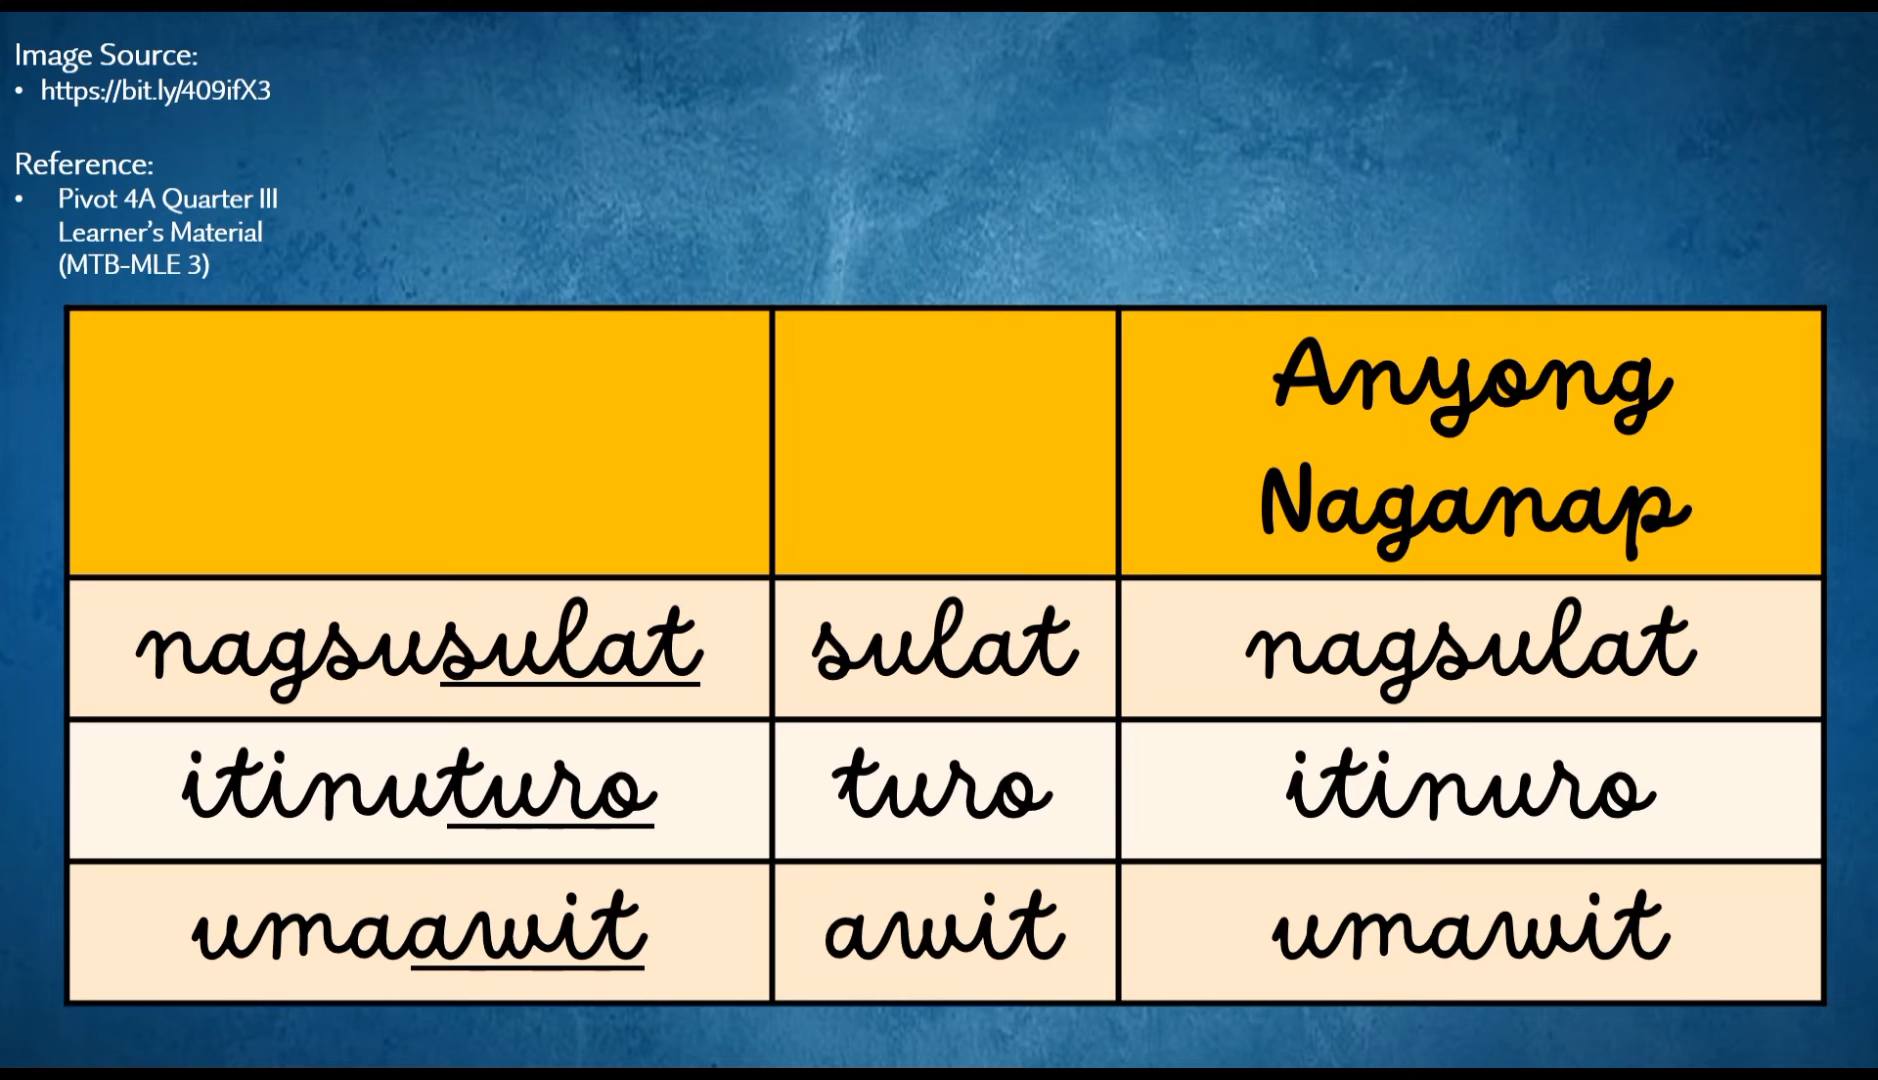 Image Source:
• https://bit.ly/409ifX3
Reference:
• Pivot 4A Quarter III
Learner's Material
(MTB-MLE 3)
Anyong
Naganap
nagsusulat sulat nagsulat
itinuturo turo itinuro
umaawit awit umawit